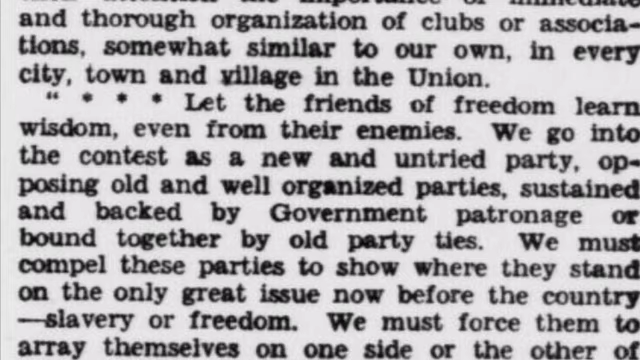 and thorough organization of clubs or associa-
tions, somewhat similar to our own, in every
city, town and village in the Union.
" * * * Let the friends of freedom learn
wisdom, even from their enemies. We go into
the contest as a new and untried party, op-
posing old and well organized parties, sustained
and backed by Government patronage or
bound together by old party ties. We must
compel these parties to show where they stand
on the only great issue now before the country
—slavery or freedom. We must force them to
array themselves on one side or the other of